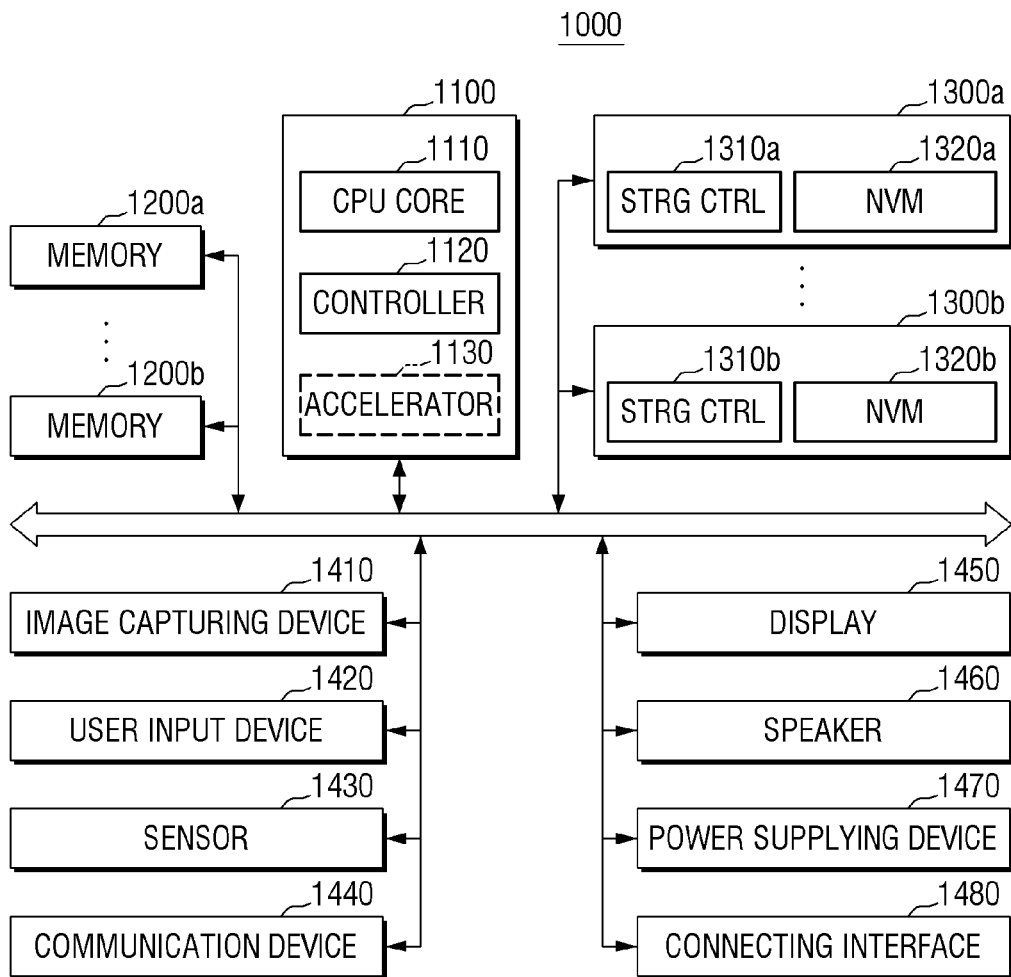 1000
1100
1110
CPU CORE
1120
CONTROLLER
1130
ACCELERATOR
1200a
MEMORY
1200b
MEMORY
1300a
1310a
STRG CTRL
1320a
NVM
1300b
1310b
STRG CTRL
1320b
NVM
1410
IMAGE CAPTURING DEVICE
1420
USER INPUT DEVICE
1430
SENSOR
1440
COMMUNICATION DEVICE
1450
DISPLAY
1460
SPEAKER
1470
POWER SUPPLYING DEVICE
1480
CONNECTING INTERFACE